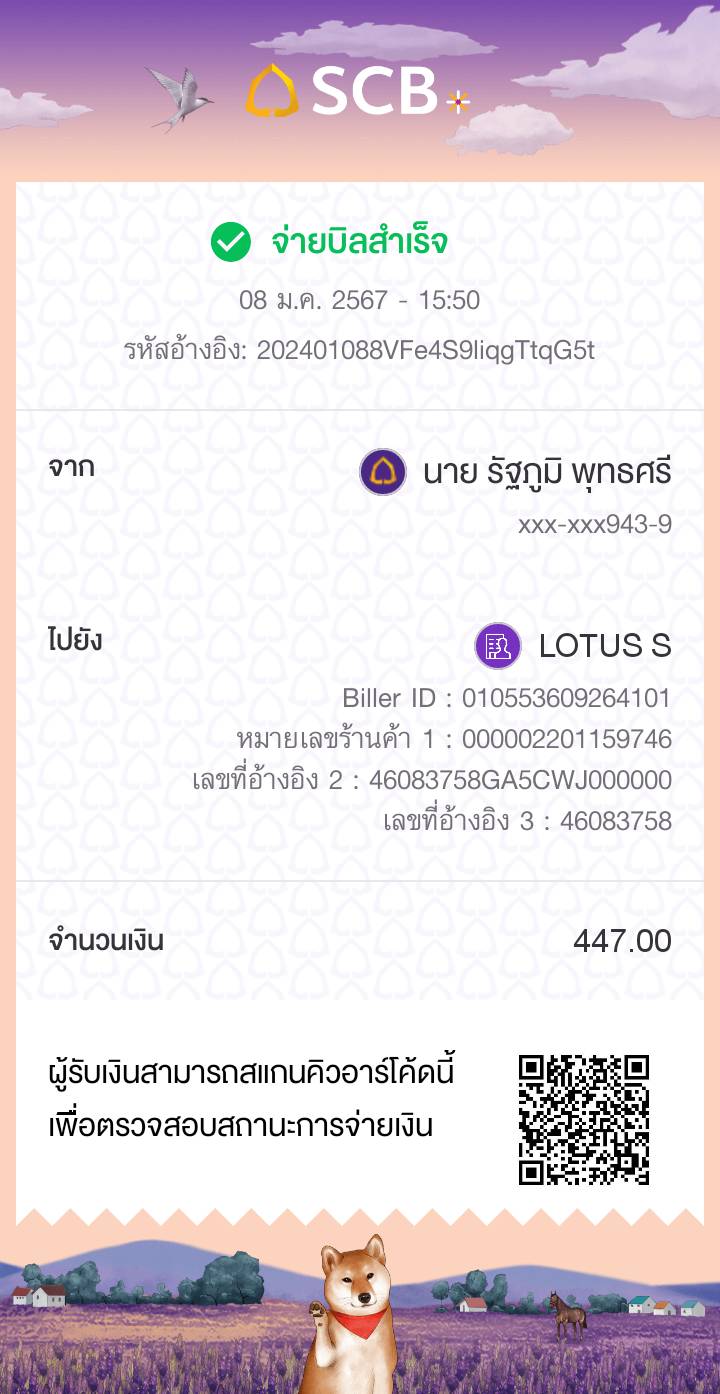 SCB
จ่ายบิลสำเร็จ
08 ม.ค. 2567 - 15:50
รหัสอ้างอิง: 202401088VFe4S9liqgTtqG5t
จาก
นาย รัฐภูมิ พุทธศรี
xxx-xxx943-9
ไปยัง
LOTUS S
Biller ID : 010553609264101
หมายเลขร้านค้า 1 : 000002201159746
เลขที่อ้างอิง 2 : 46083758GA5CWJ000000
เลขที่อ้างอิง 3 : 46083758
จำนวนเงิน
447.00
ผู้รับเงินสามารถสแกนคิวอาร์โค้ดนี้
เพื่อตรวจสอบสถานะการจ่ายเงิน